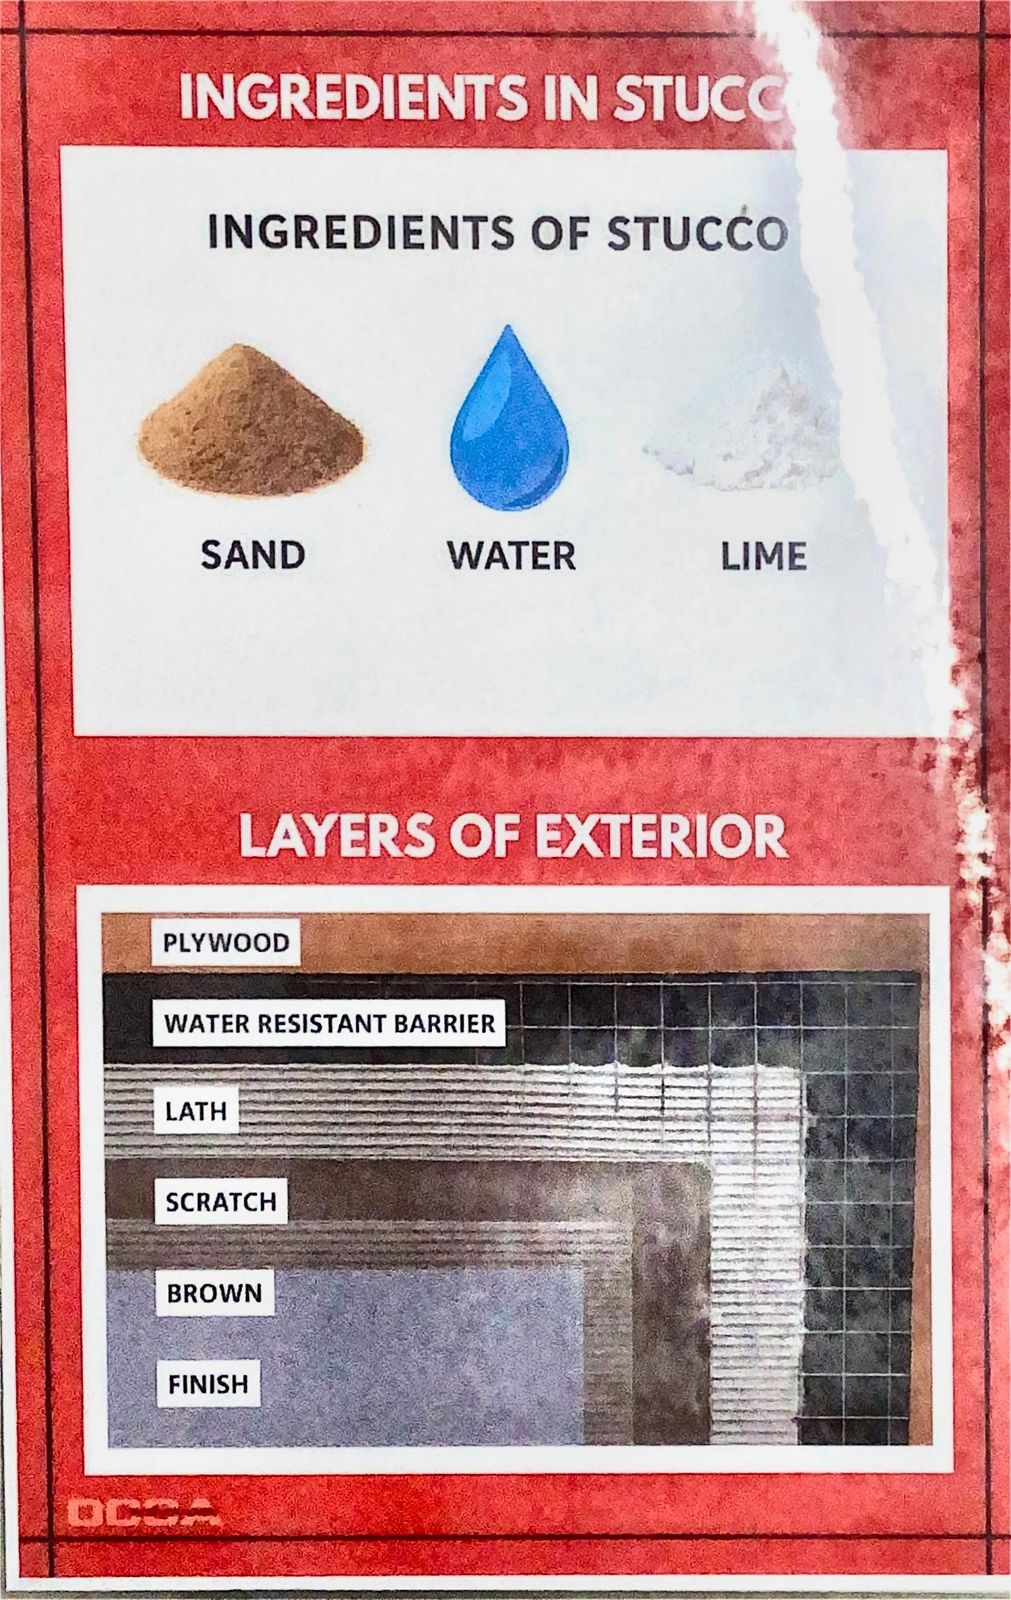 INGREDIENTS IN STUCC
INGREDIENTS OF STUCCO
SAND
WATER
LIME
LAYERS OF EXTERIOR
PLYWOOD
WATER RESISTANT BARRIER
LATH
SCRATCH
BROWN
FINISH